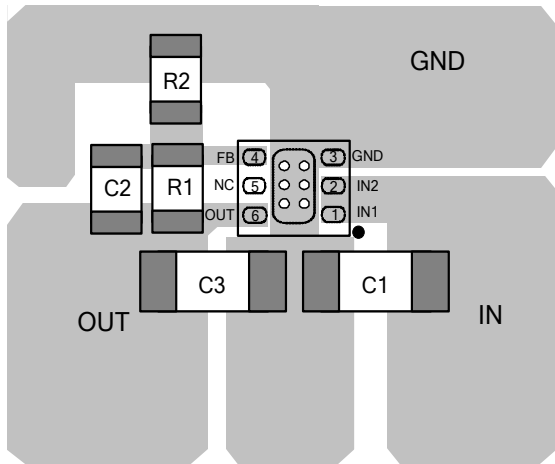 GND
R2
FB 4 3 GND
C2 R1 NC 5 2 IN2
OUT 6 1 IN1
C3 C1
OUT IN